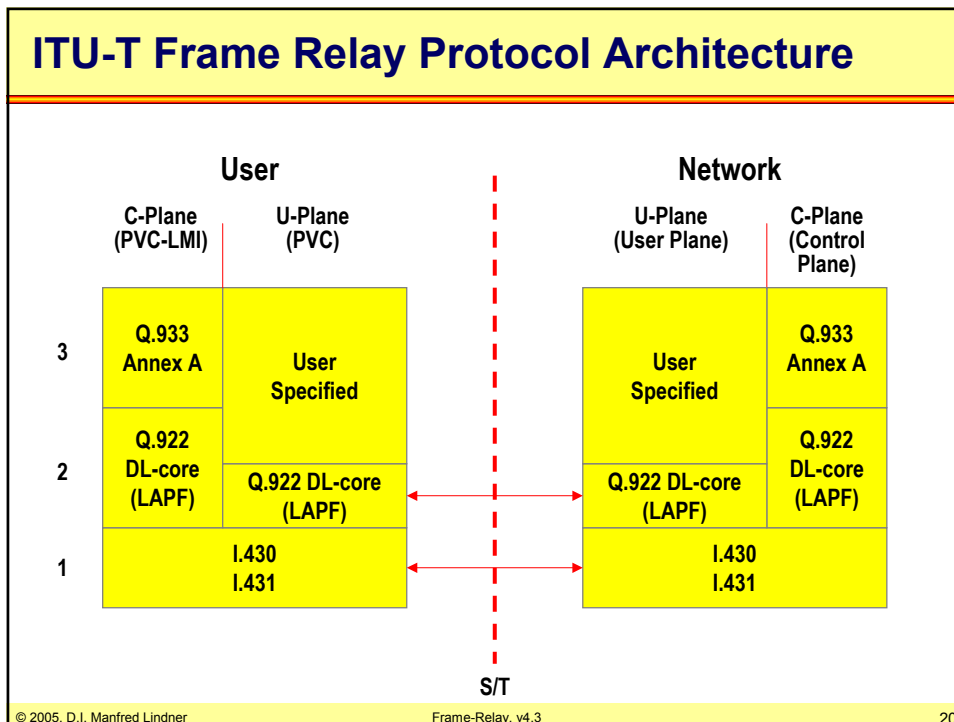 ITU-T Frame Relay Protocol Architecture
User
Network
C-Plane
(PVC-LMI)
U-Plane
(PVC)
U-Plane
(User Plane)
C-Plane
(Control
Plane)
3
Q.933
Annex A
User
Specified
User
Specified
Q.933
Annex A
2
Q.922
DL-core
(LAPF)
Q.922 DL-core
(LAPF)
Q.922 DL-core
(LAPF)
Q.922
DL-core
(LAPF)
1
I.430
I.431
I.430
I.431
S/T
© 2005, D.I. Manfred Lindner
Frame-Relay, v4.3
20